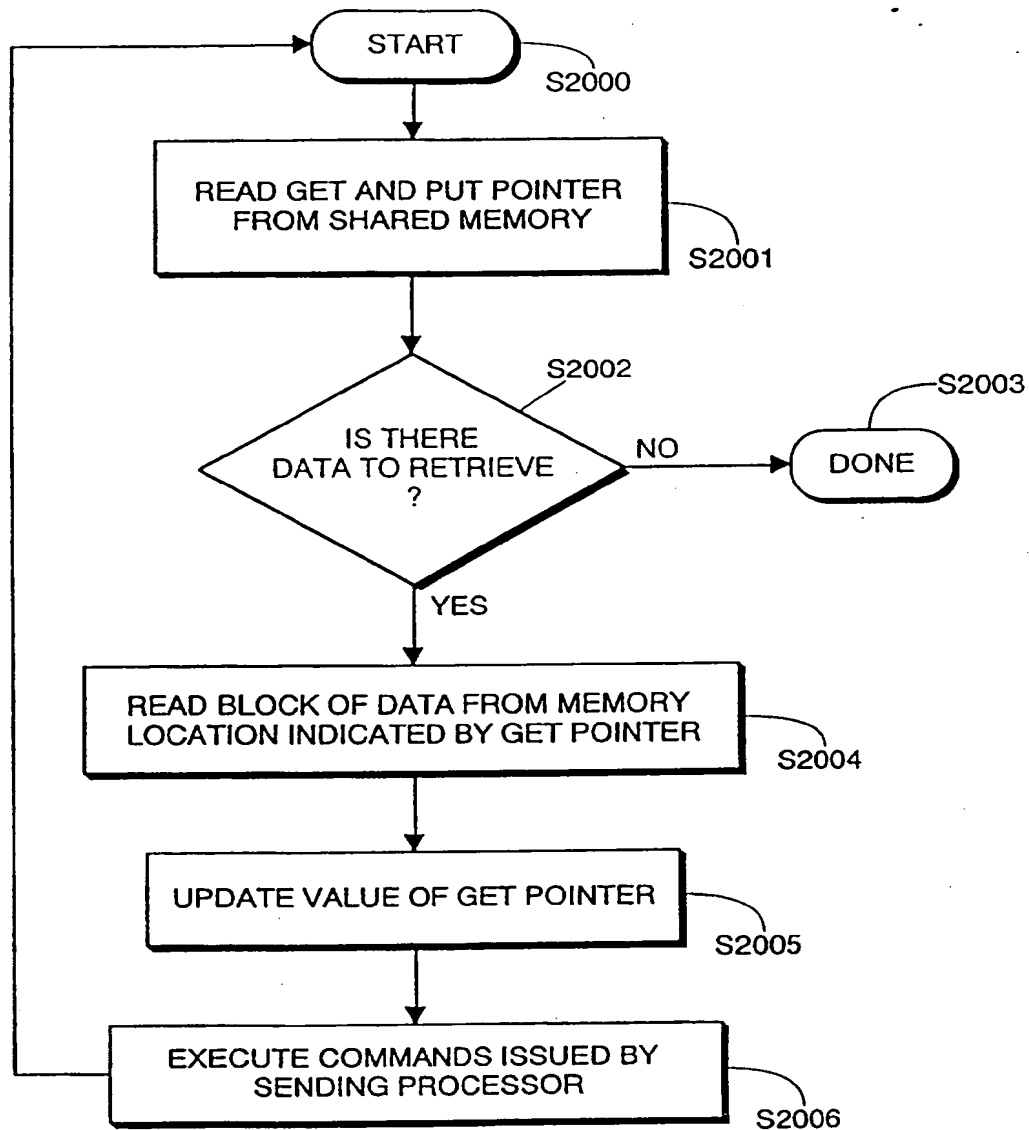 START
S2000
READ GET AND PUT POINTER
FROM SHARED MEMORY
S2001
S2002
IS THERE
DATA TO RETRIEVE
?
NO
S2003
DONE
YES
READ BLOCK OF DATA FROM MEMORY
LOCATION INDICATED BY GET POINTER
S2004
UPDATE VALUE OF GET POINTER
S2005
EXECUTE COMMANDS ISSUED BY
SENDING PROCESSOR
S2006